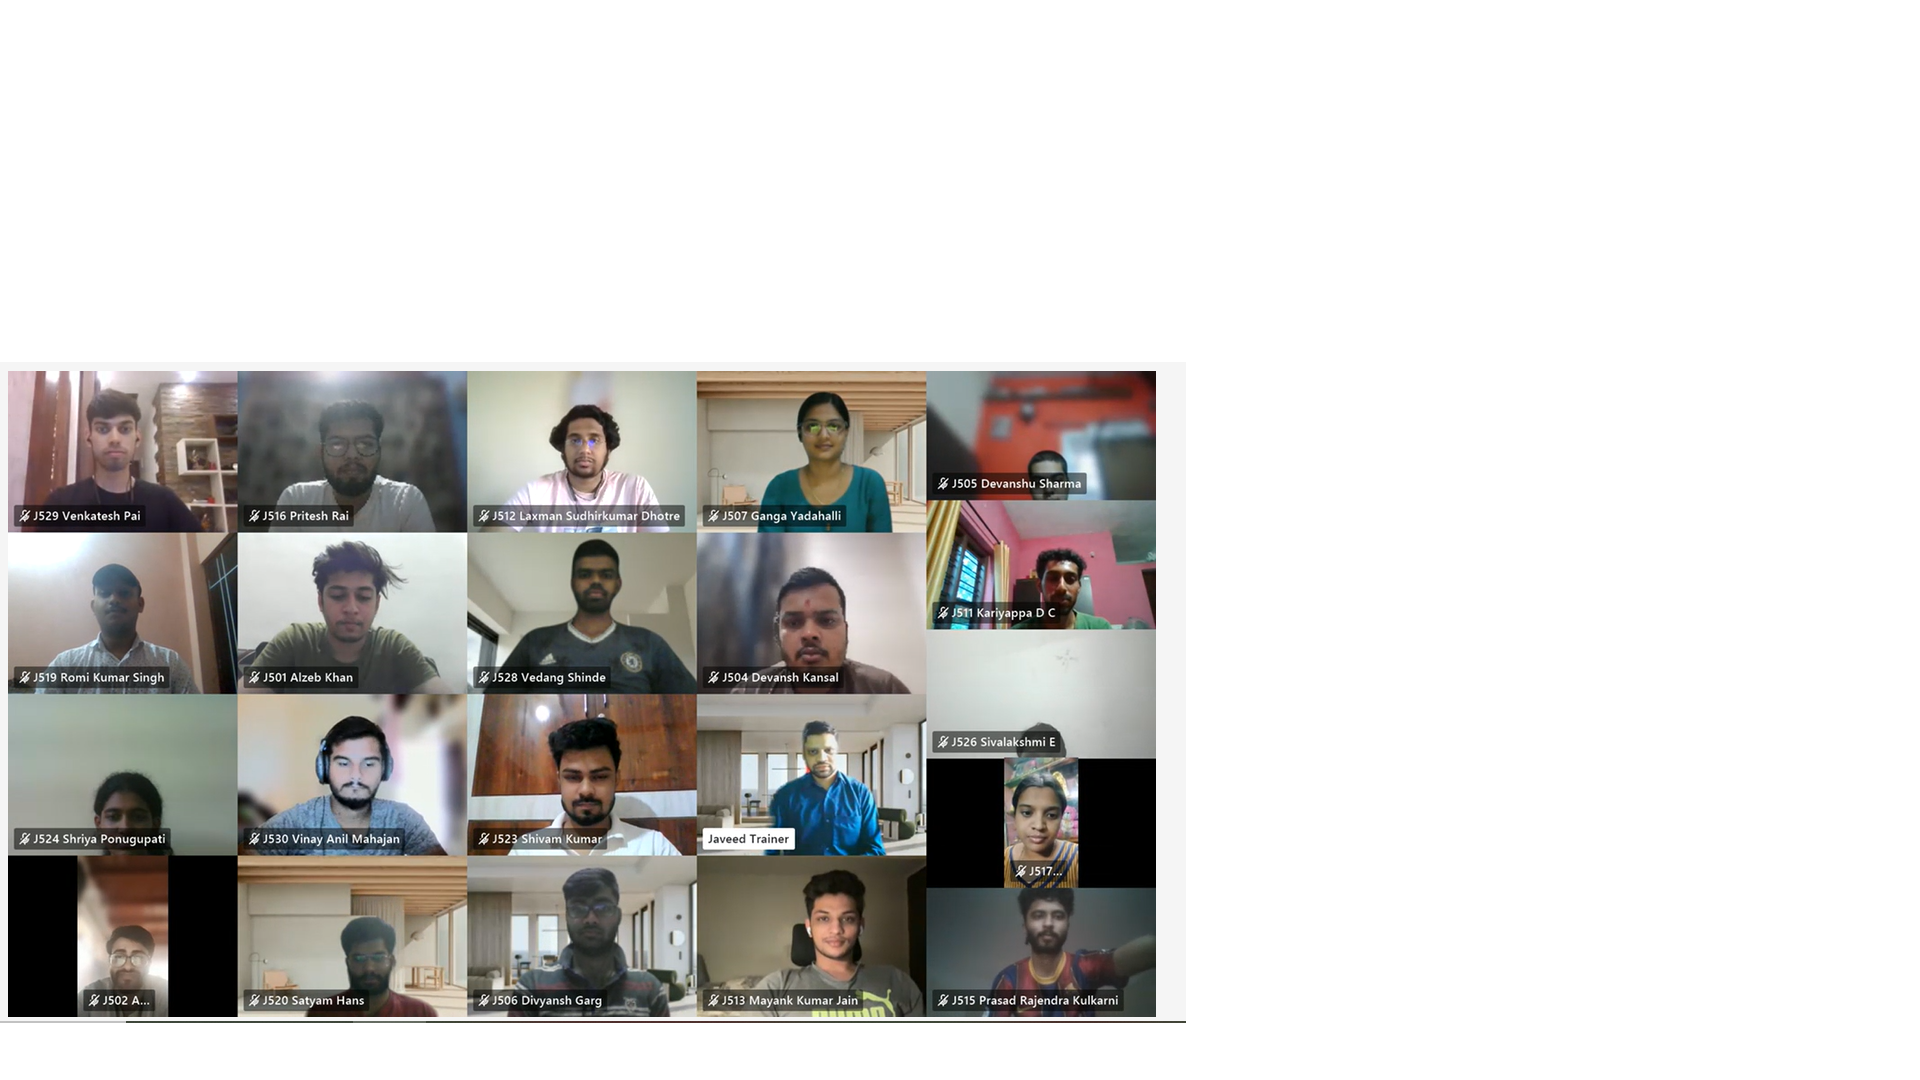 J529 Venkatesh Pai
J516 Pritesh Rai
J512 Laxman Sudhirkumar Dhotre
J507 Ganga Yadahalli
J505 Devanshu Sharma
J511 Kariyappa D C
J519 Romi Kumar Singh
J501 Alzeb Khan
J528 Vedang Shinde
J504 Devansh Kansal
J526 Sivalakshmi E
J524 Shriya Ponugupati
J530 Vinay Anil Mahajan
J523 Shivam Kumar
Javeed Trainer
J517...
J502 A...
J520 Satyam Hans
J506 Divyansh Garg
J513 Mayank Kumar Jain
PUMA
J515 Prasad Rajendra Kulkarni